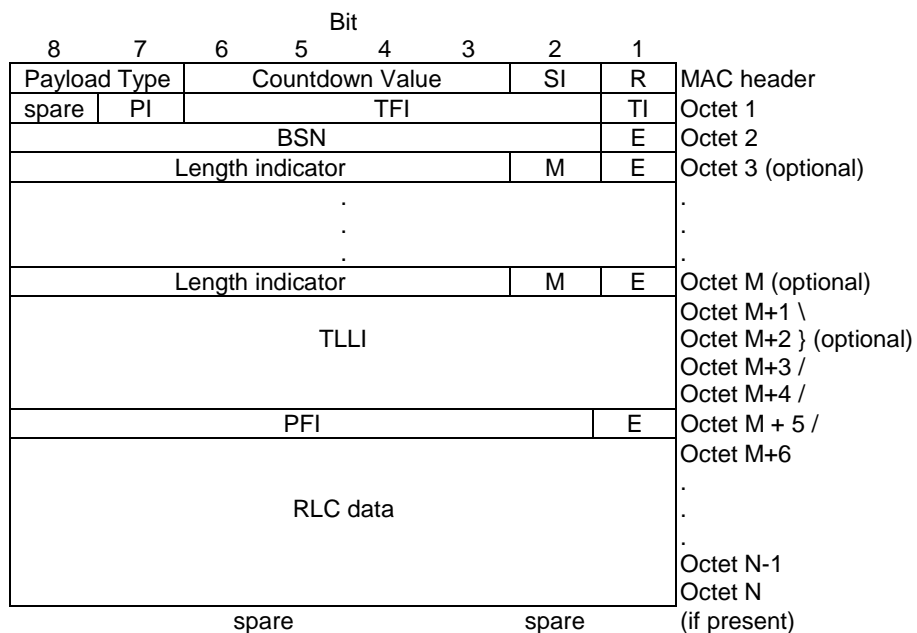 Bit
8 7 6 5 4 3 2 1
Payload Type Countdown Value SI R MAC header
spare PI TFI TI Octet 1
BSN E Octet 2
Length indicator M E Octet 3 (optional)
. .
. .
. .
Length indicator M E Octet M (optional)
Octet M+1 \
TLLI Octet M+2 } (optional)
Octet M+3 /
Octet M+4 /
PFI E Octet M + 5 /
Octet M+6
.
RLC data .
.
Octet N-1
Octet N
spare spare (if present)